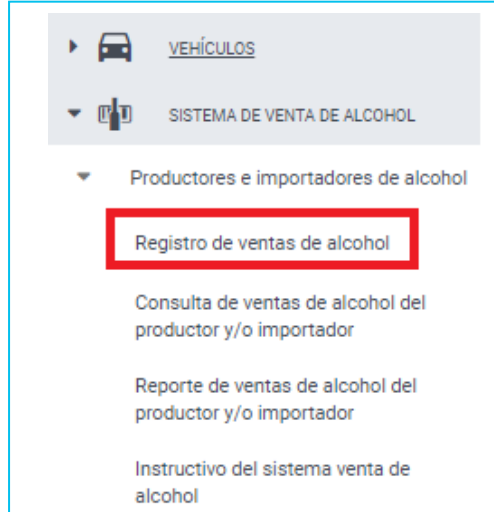 VEHÍCULOS
SISTEMA DE VENTA DE ALCOHOL
Productores e importadores de alcohol
Registro de ventas de alcohol
Consulta de ventas de alcohol del
productor y/o importador
Reporte de ventas de alcohol del
productor y/o importador
Instructivo del sistema venta de
alcohol